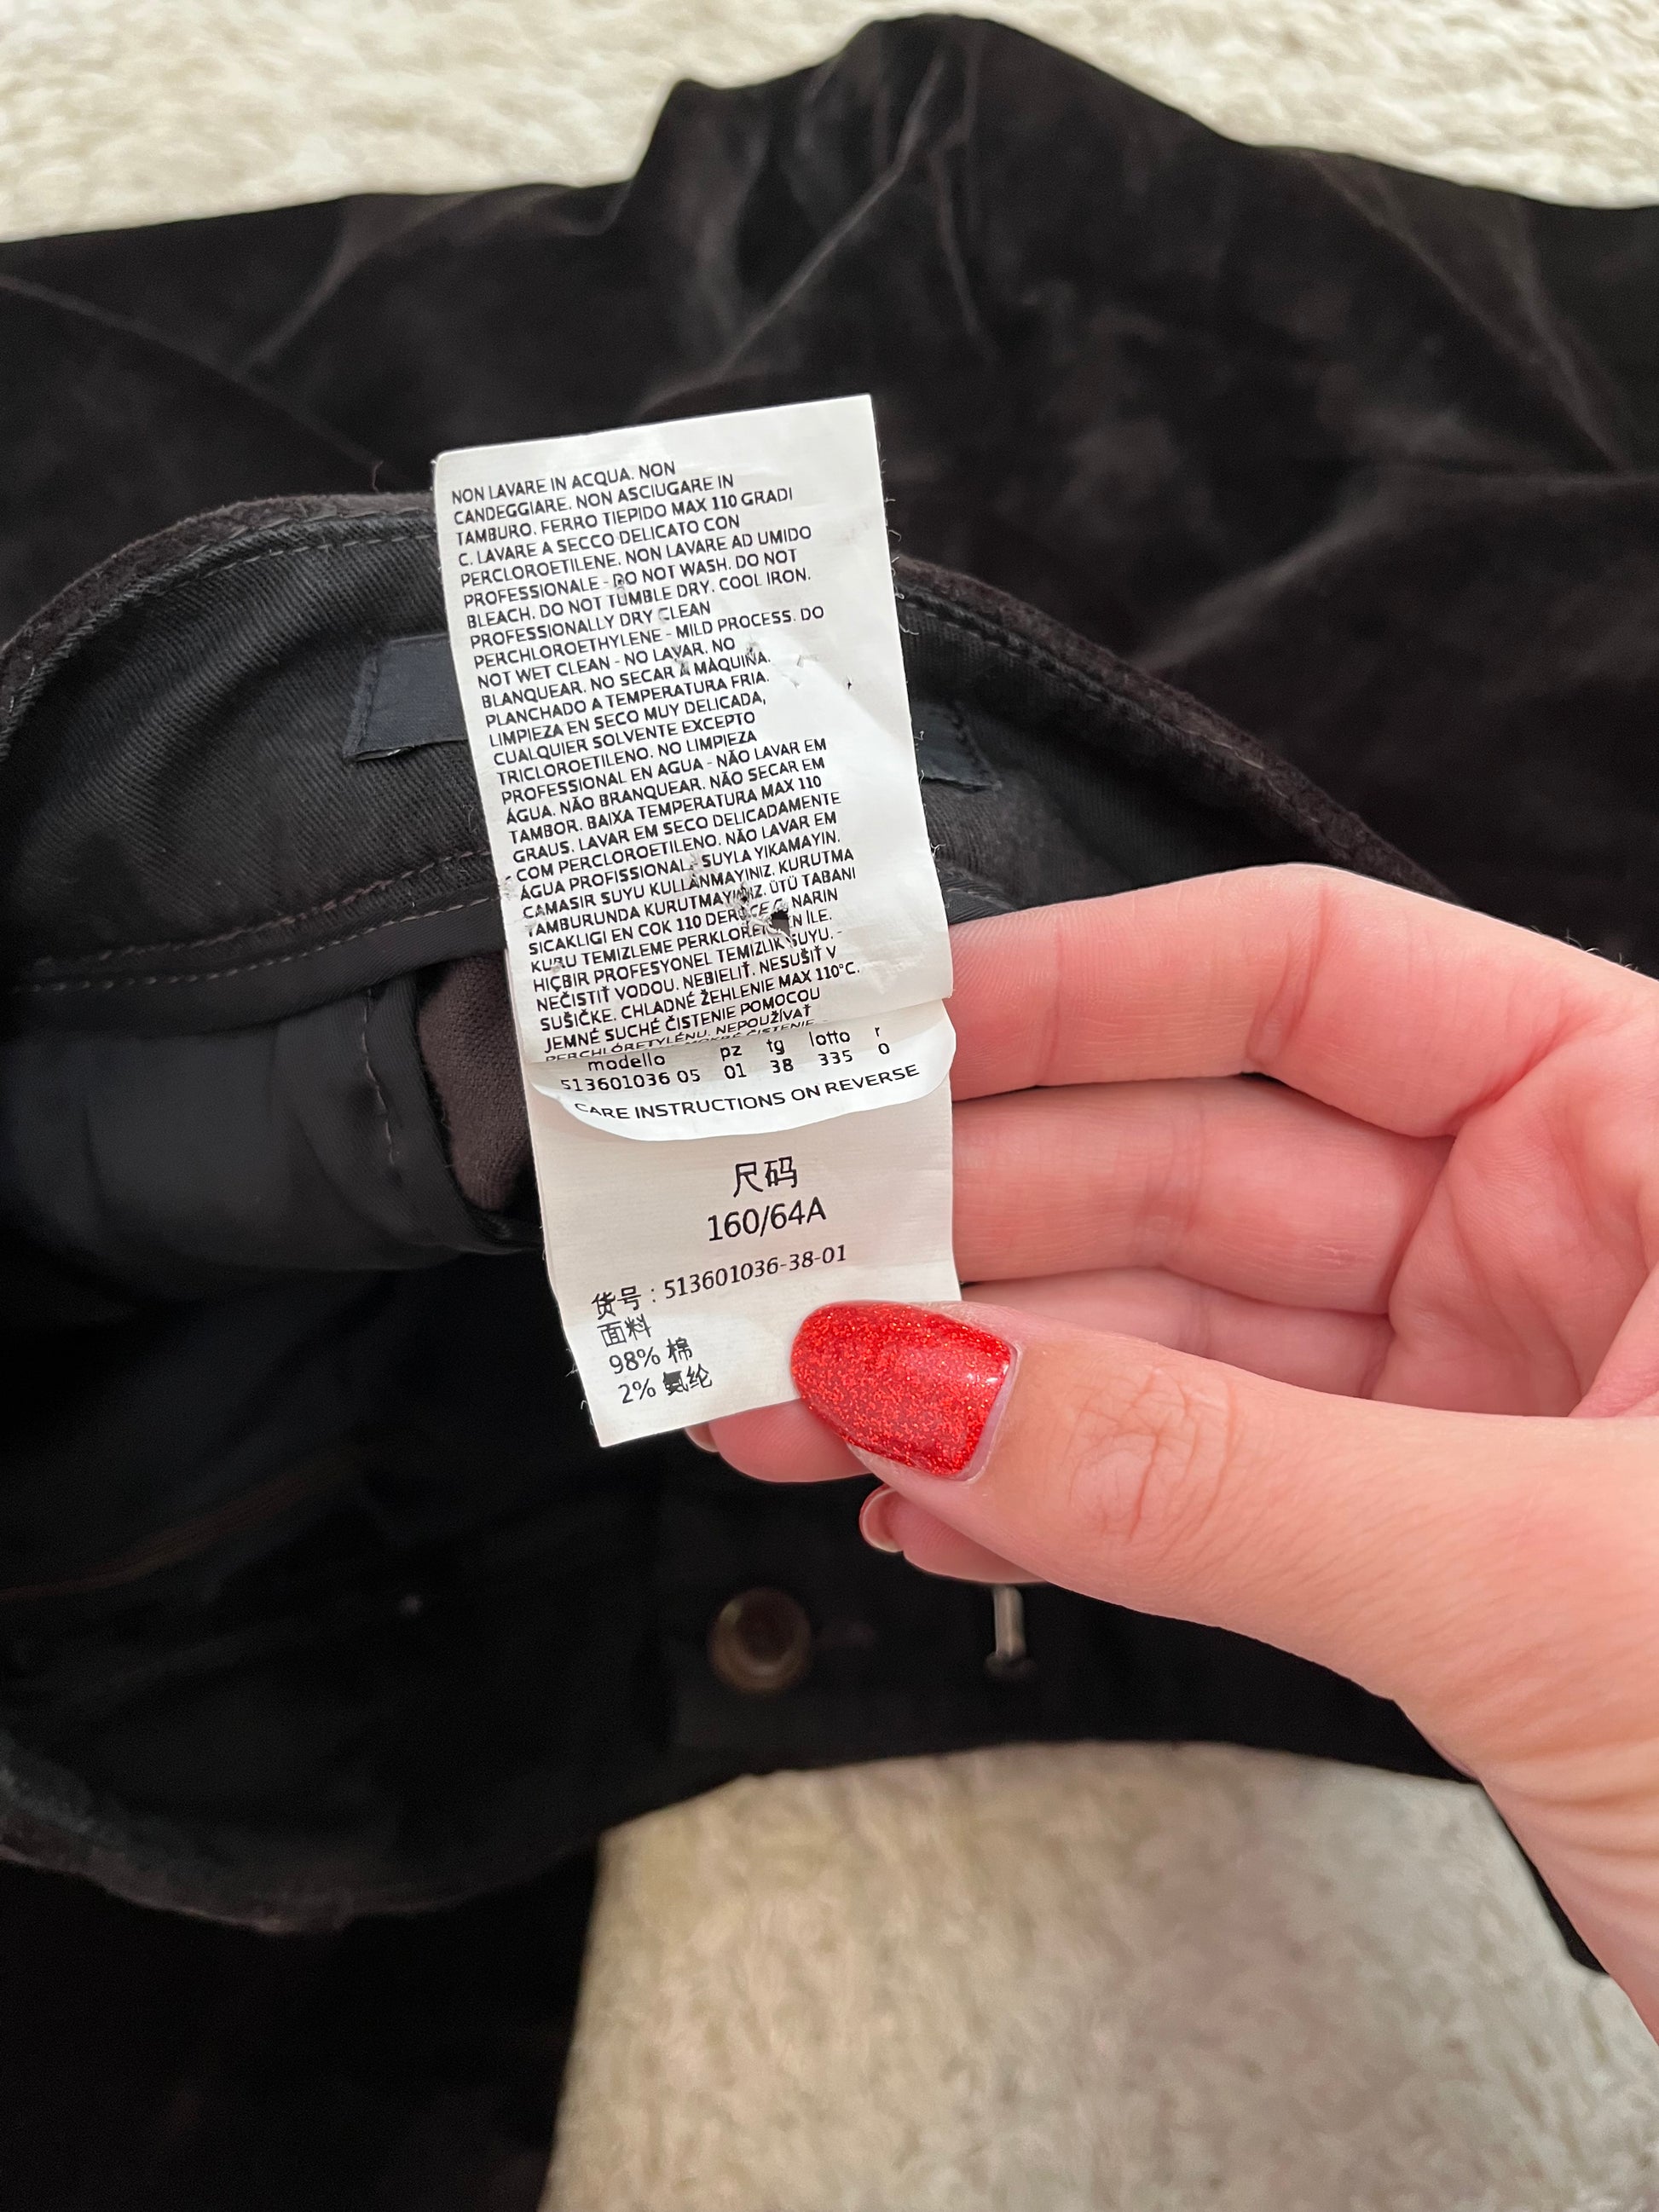 NON LAVARE IN ACQUA. NON
CANDEGGIARE. NON ASCIUGARE IN
TAMBURO. FERRO TIEPIDO MAX 110 GRADI
C. LAVARE A SECCO DELICATO CON
PERCLOROETILENE. NON LAVARE AD UMIDO
PROFESSIONALE - DO NOT WASH. DO NOT
BLEACH. DO NOT TUMBLE DRY. COOL IRON.
PROFESSIONALLY DRY CLEAN
PERCHLOROETHYLENE - MILD PROCESS. DO
NOT WET CLEAN - NO LAVAR. NO
BLANQUEAR. NO SECAR A MÀQUINA.
PLANCHADO A TEMPERATURA FRIA.
LIMPIEZA EN SECO MUY DELICADA,
CUALQUIER SOLVENTE EXCEPTO
TRICLOROETILENO. NO LIMPIEZA
PROFESSIONAL EN AGUA - NÃO LAVAR EM
ÁGUA. NÃO BRANQUEAR. NÃO SECAR EM
TAMBOR. BAIXA TEMPERATURA MAX 110
GRAUS. LAVAR EM SECO DELICADAMENTE
COM PERCLOROETILENO. NÃO LAVAR EM
ÁGUA PROFISSIONAL. SUYLA YIKAMAYIN.
CAMASIR SUYU KULLANMAYINIZ. KURUTMA
TAMBURUNDA KURUTMAYINIZ. ÜTÜ TABANI
SICAKLIGI EN COK 110 NARIN
KURU TEMIZLEME ILE.
HIÇBIR PROFESYONEL TEMIZLIK SUYU. -
NEČISTIŤ VODOU. NEBIELIŤ. NESUŠIŤ V
SUŠIČKE. CHLADNÉ ŽEHLENIE MAX 110°C.
JEMNÉ SUCHÉ ČISTENIE POMOCOU
PERCHLÓRETYLÉNU. NEPOUŽÍVAŤ
modello pz tg lotto r
513601036 05 01 38 335 0
CARE INSTRUCTIONS ON REVERSE
尺码
160/64A
货号 : 513601036-38-01
面料
98% 棉
2% 氨纶